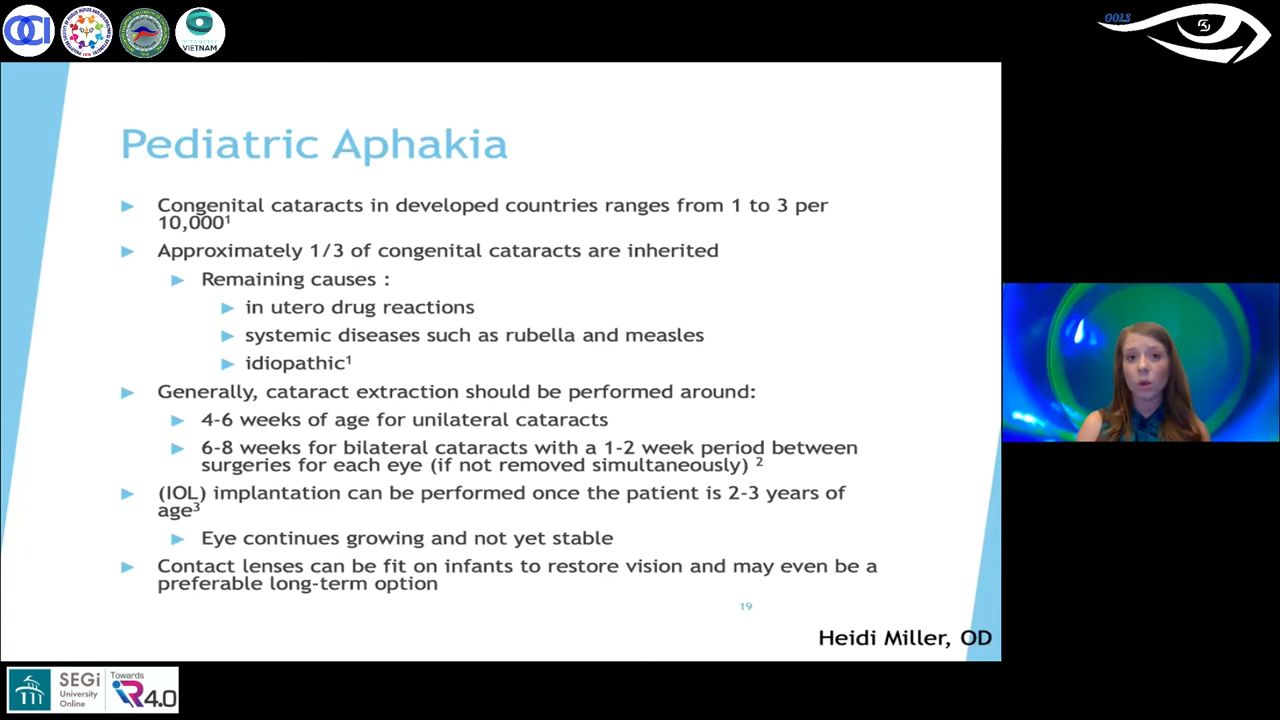 OCI
OPTOMETRY
VIETNAM
OOLS
Pediatric Aphakia
Congenital cataracts in developed countries ranges from 1 to 3 per
10,000¹
Approximately 1/3 of congenital cataracts are inherited
Remaining causes :
in utero drug reactions
systemic diseases such as rubella and measles
idiopathic¹
Generally, cataract extraction should be performed around:
4-6 weeks of age for unilateral cataracts
6-8 weeks for bilateral cataracts with a 1-2 week period between
surgeries for each eye (if not removed simultaneously) ²
(IOL) implantation can be performed once the patient is 2-3 years of
age³
Eye continues growing and not yet stable
Contact lenses can be fit on infants to restore vision and may even be a
preferable long-term option
19
Heidi Miller, OD
SEGi
University
Online
Towards
iR4.0